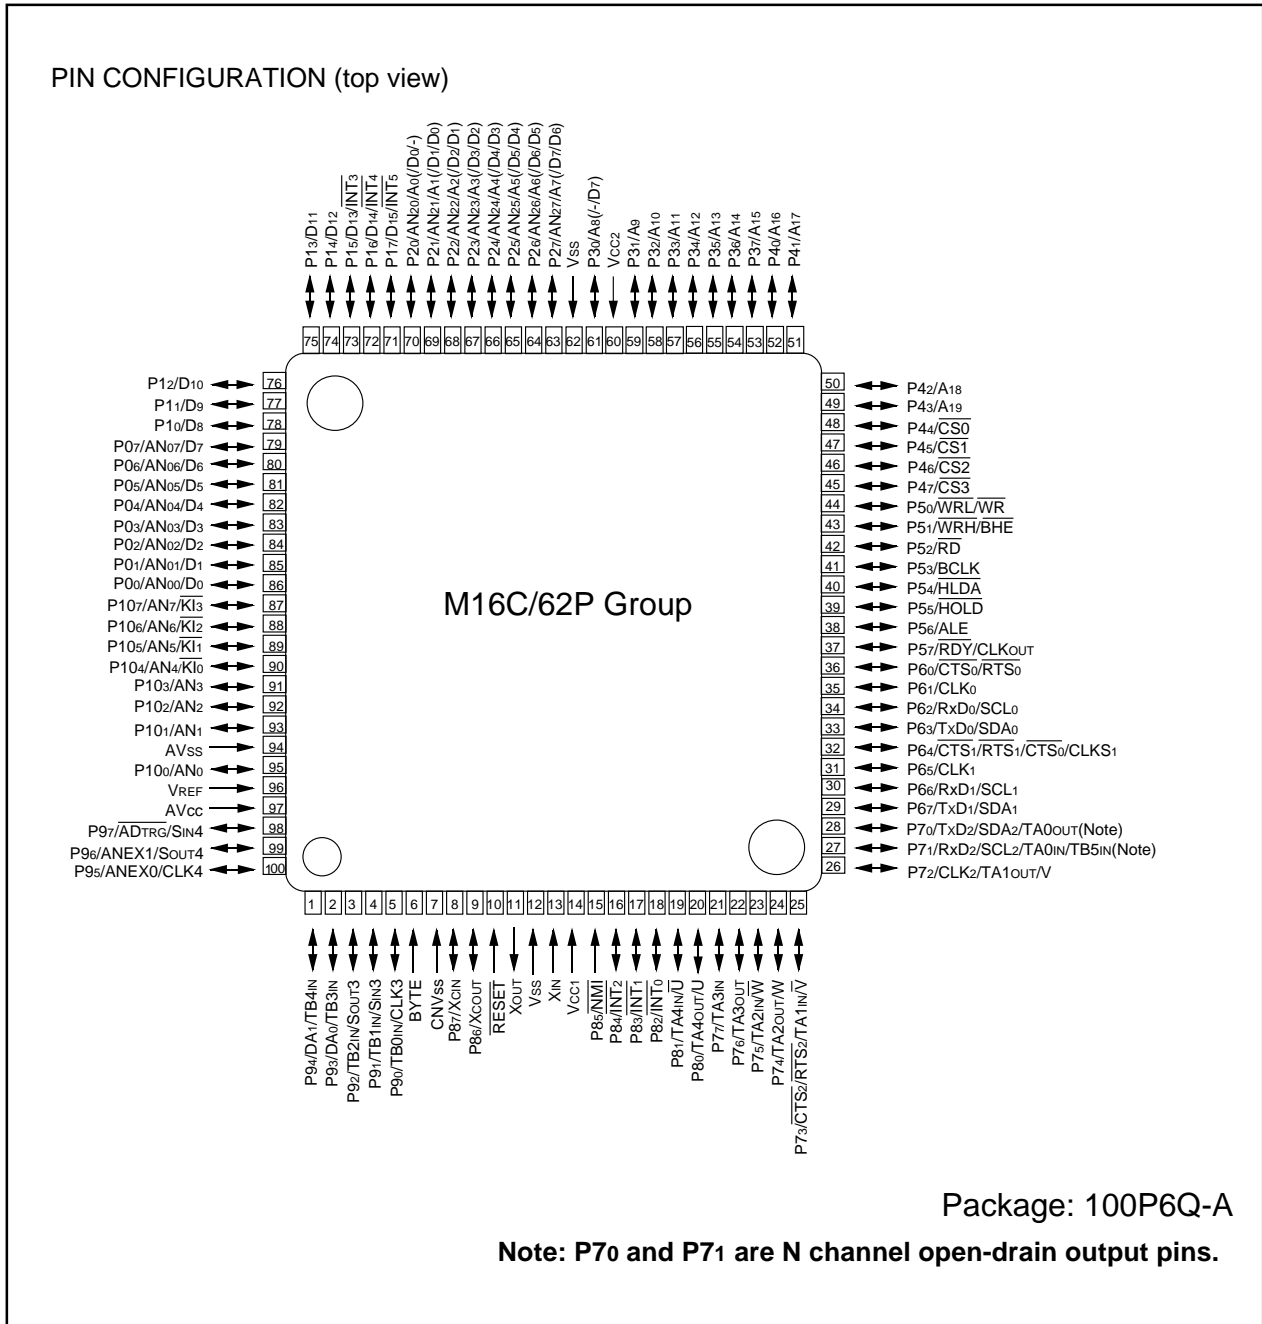 PIN CONFIGURATION (top view)
P13/D11
P14/D12
P15/D13/INT3
P16/D14/INT4
P17/D15/INT5
P20/AN20/A0(/D0/-)
P21/AN21/A1(/D1/D0)
P22/AN22/A2(/D2/D1)
P23/AN23/A3(/D3/D2)
P24/AN24/A4(/D4/D3)
P25/AN25/A5(/D5/D4)
P26/AN26/A6(/D6/D5)
P27/AN27/A7(/D7/D6)
Vss
P30/A8(/-/D7)
VCC2
P31/A9
P32/A10
P33/A11
P34/A12
P35/A13
P36/A14
P37/A15
P40/A16
P41/A17
75 74 73 72 71 70 69 68 67 66 65 64 63 62 61 60 59 58 57 56 55 54 53 52 51
P12/D10 76
P11/D9 77
P10/D8 78
P07/AN07/D7 79
P06/AN06/D6 80
P05/AN05/D5 81
P04/AN04/D4 82
P03/AN03/D3 83
P02/AN02/D2 84
P01/AN01/D1 85
P00/AN00/D0 86
P107/AN7/KI3 87
P106/AN6/KI2 88
P105/AN5/KI1 89
P104/AN4/KI0 90
P103/AN3 91
P102/AN2 92
P101/AN1 93
AVss 94
P100/AN0 95
VREF 96
AVcc 97
P97/ADTRG/SIN4 98
P96/ANEX1/SOUT4 99
P95/ANEX0/CLK4 100
M16C/62P Group
50 P42/A18
49 P43/A19
48 P44/CS0
47 P45/CS1
46 P46/CS2
45 P47/CS3
44 P50/WRL/WR
43 P51/WRH/BHE
42 P52/RD
41 P53/BCLK
40 P54/HLDA
39 P55/HOLD
38 P56/ALE
37 P57/RDY/CLKOUT
36 P60/CTS0/RTS0
35 P61/CLK0
34 P62/RxD0/SCL0
33 P63/TxD0/SDA0
32 P64/CTS1/RTS1/CTS0/CLKS1
31 P65/CLK1
30 P66/RxD1/SCL1
29 P67/TxD1/SDA1
28 P70/TxD2/SDA2/TA0OUT(Note)
27 P71/RxD2/SCL2/TA0IN/TB5IN(Note)
26 P72/CLK2/TA1OUT/V
1 2 3 4 5 6 7 8 9 10 11 12 13 14 15 16 17 18 19 20 21 22 23 24 25
P94/DA1/TB4IN
P93/DA0/TB3IN
P92/TB2IN/SOUT3
P91/TB1IN/SIN3
P90/TB0IN/CLK3
BYTE
CNVss
P87/XCIN
P86/XCOUT
RESET
XOUT
Vss
XIN
VCC1
P85/NMI
P84/INT2
P83/INT1
P82/INT0
P81/TA4IN/U
P80/TA4OUT/U
P77/TA3IN
P76/TA3OUT
P75/TA2IN/W
P74/TA2OUT/W
P73/CTS2/RTS2/TA1IN/V
Package: 100P6Q-A
Note: P70 and P71 are N channel open-drain output pins.